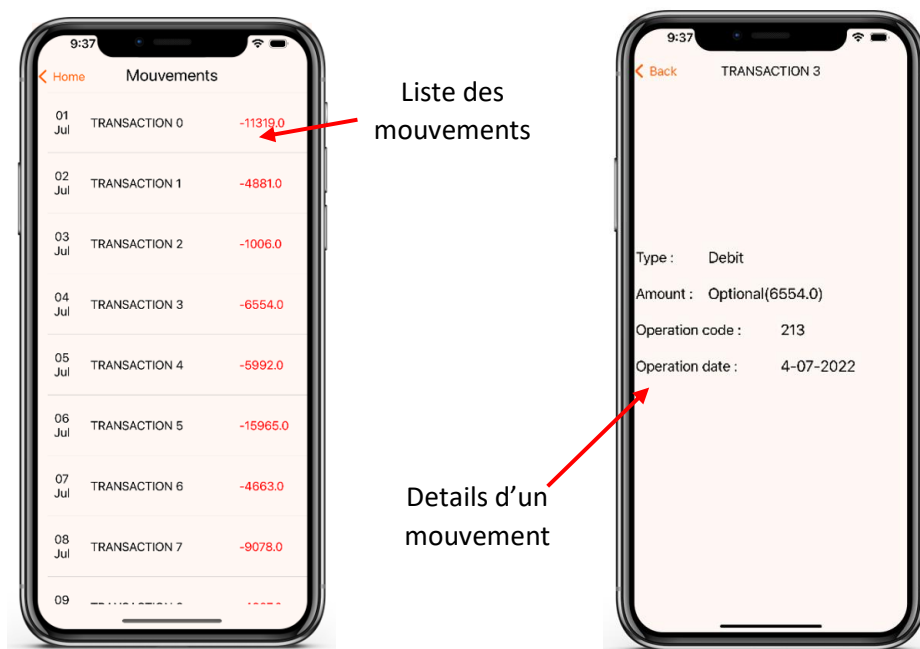 9:37
Home Mouvements
01 Jul TRANSACTION 0 -11319.0
02 Jul TRANSACTION 1 -4881.0
03 Jul TRANSACTION 2 -1006.0
04 Jul TRANSACTION 3 -6554.0
05 Jul TRANSACTION 4 -5992.0
06 Jul TRANSACTION 5 -15965.0
07 Jul TRANSACTION 6 -4663.0
08 Jul TRANSACTION 7 -9078.0
09
Liste des
mouvements
Details d’un
mouvement
9:37
Back TRANSACTION 3
Type : Debit
Amount : Optional(6554.0)
Operation code : 213
Operation date : 4-07-2022